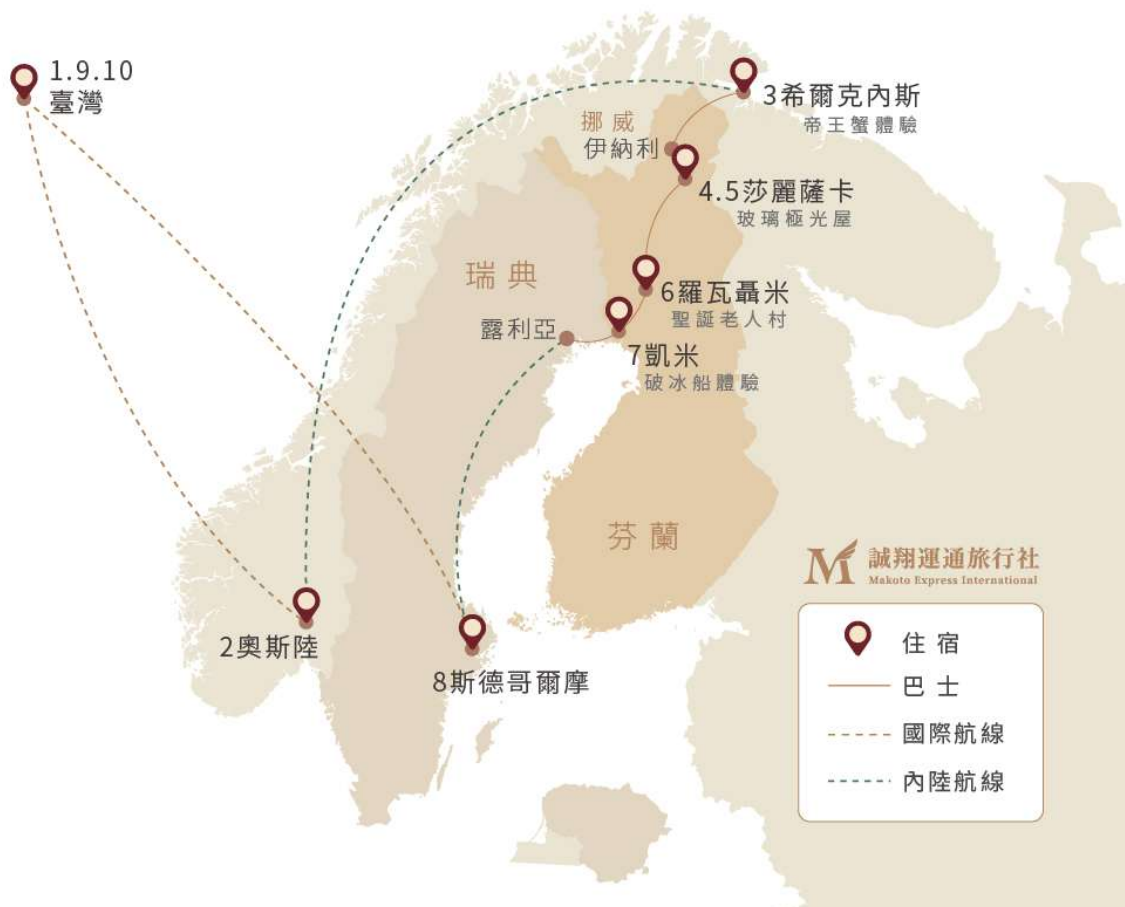 1.9.10
臺灣
3希爾克內斯
帝王蟹體驗
挪威
伊納利
4.5莎麗薩卡
玻璃極光屋
瑞典
6羅瓦聶米
聖誕老人村
露利亞
7凱米
破冰船體驗
芬蘭
2奧斯陸
8斯德哥爾摩
誠翔運通旅行社
Makoto Express International
住宿
巴士
國際航線
內陸航線